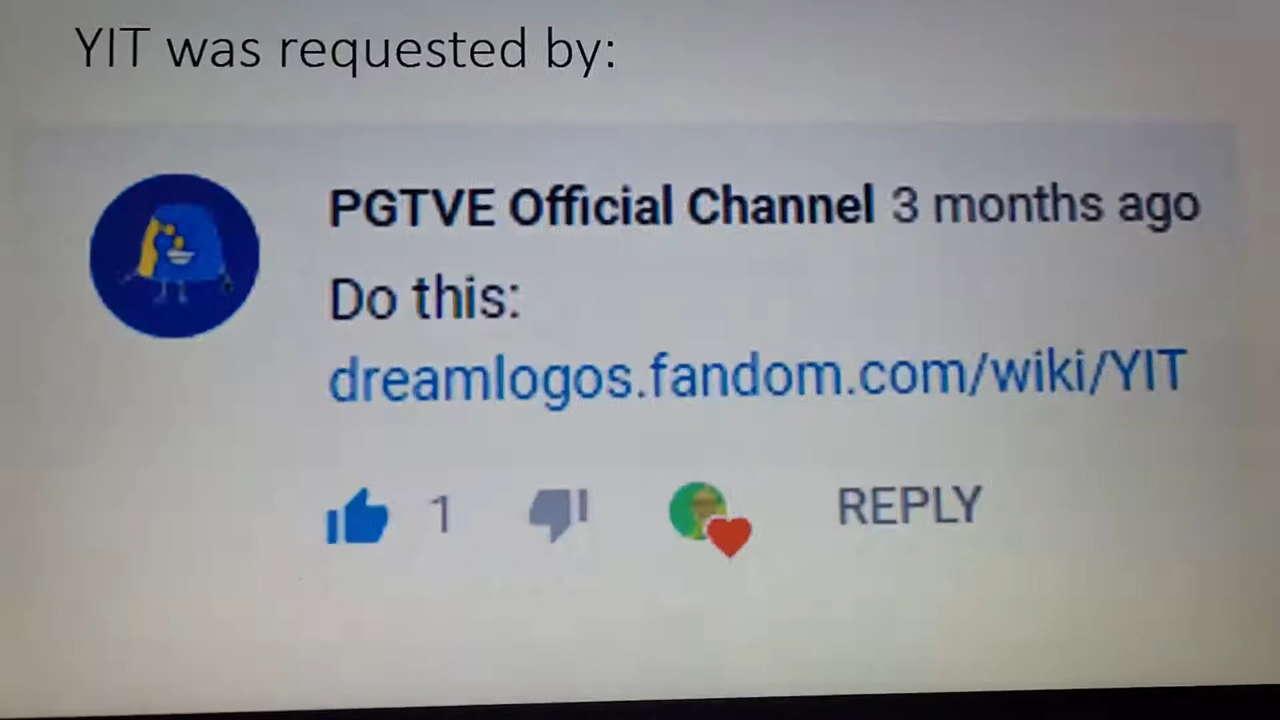 YIT was requested by:
PGTVE Official Channel 3 months ago
Do this:
dreamlogos.fandom.com/wiki/YIT
1
REPLY